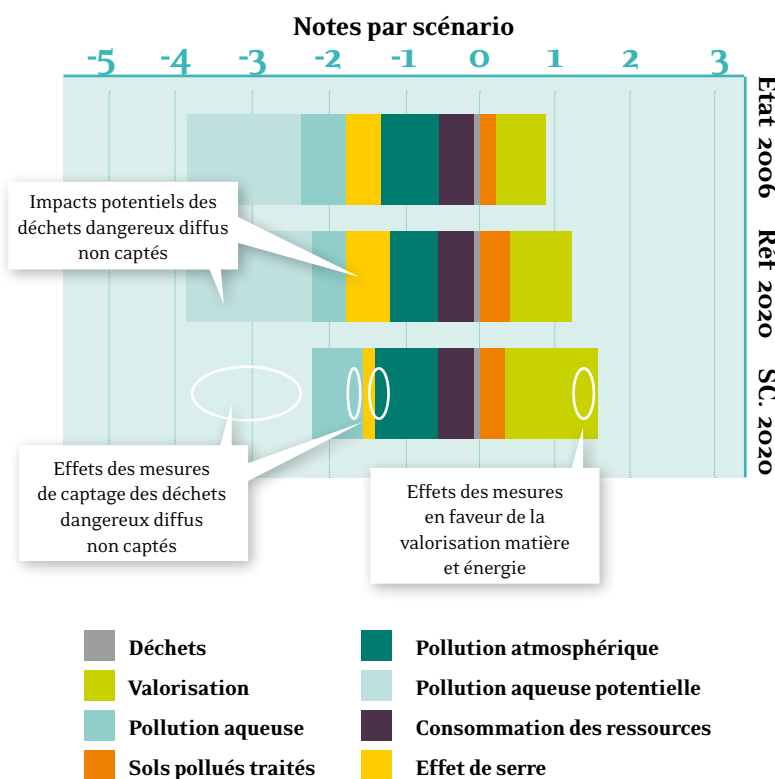 Notes par scénario
-5 -4 -3 -2 -1 0 1 2 3
Etat 2006
Réf 2020
SC. 2020
Impacts potentiels des
déchets dangereux diffus
non captés
Effets des mesures
de captage des déchets
dangereux diffus
non captés
Effets des mesures
en faveur de la
valorisation matière
et énergie
Déchets
Valorisation
Pollution aqueuse
Sols pollués traités
Pollution atmosphérique
Pollution aqueuse potentielle
Consommation des ressources
Effet de serre